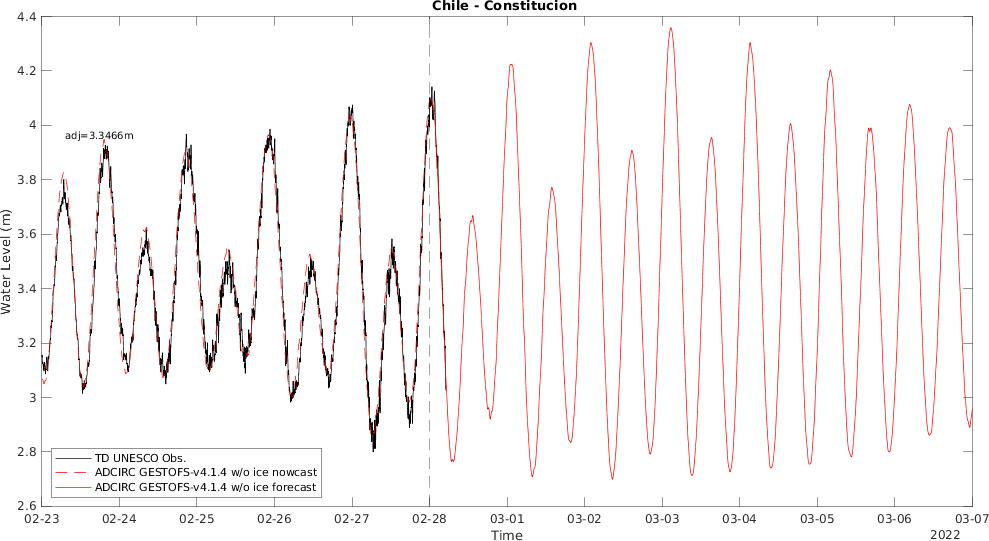 Chile - Constitucion
4.4
4.2
4
3.8
3.6
3.4
3.2
3
2.8
2.6
Water Level (m)
adj=3.3466m
TD UNESCO Obs.
ADCIRC GESTOFS-v4.1.4 w/o ice nowcast
ADCIRC GESTOFS-v4.1.4 w/o ice forecast
02-23 02-24 02-25 02-26 02-27 02-28 03-01 03-02 03-03 03-04 03-05 03-06 03-07
Time
2022